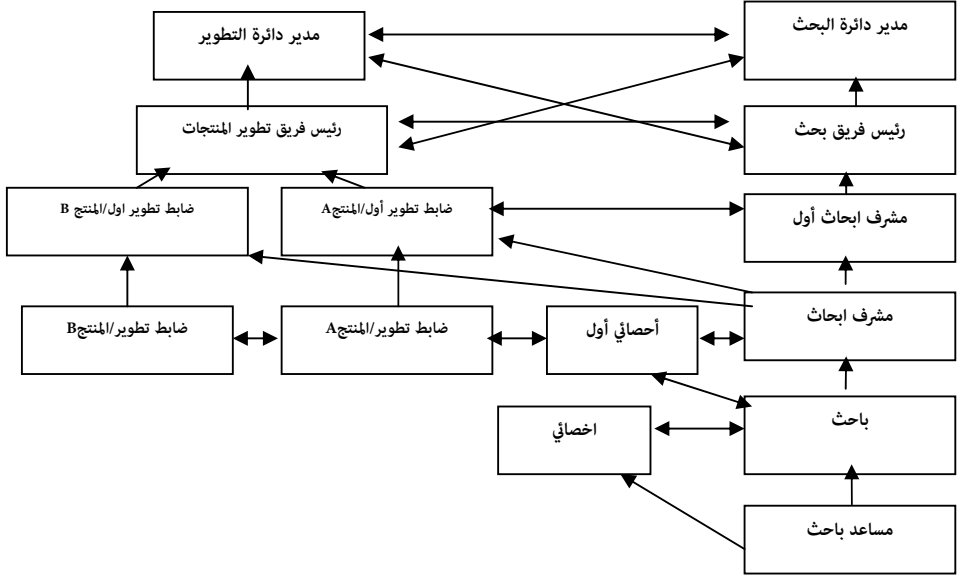 مدير دائرة البحث
مدير دائرة التطوير
رئيس فريق بحث
رئيس فريق تطوير المنتجات
مشرف ابحاث أول
ضابط تطوير أول/المنتجA
ضابط تطوير اول/المنتج B
مشرف ابحاث
أحصائي أول
ضابط تطوير/المنتجA
ضابط تطوير/المنتجB
باحث
اخصائي
مساعد باحث